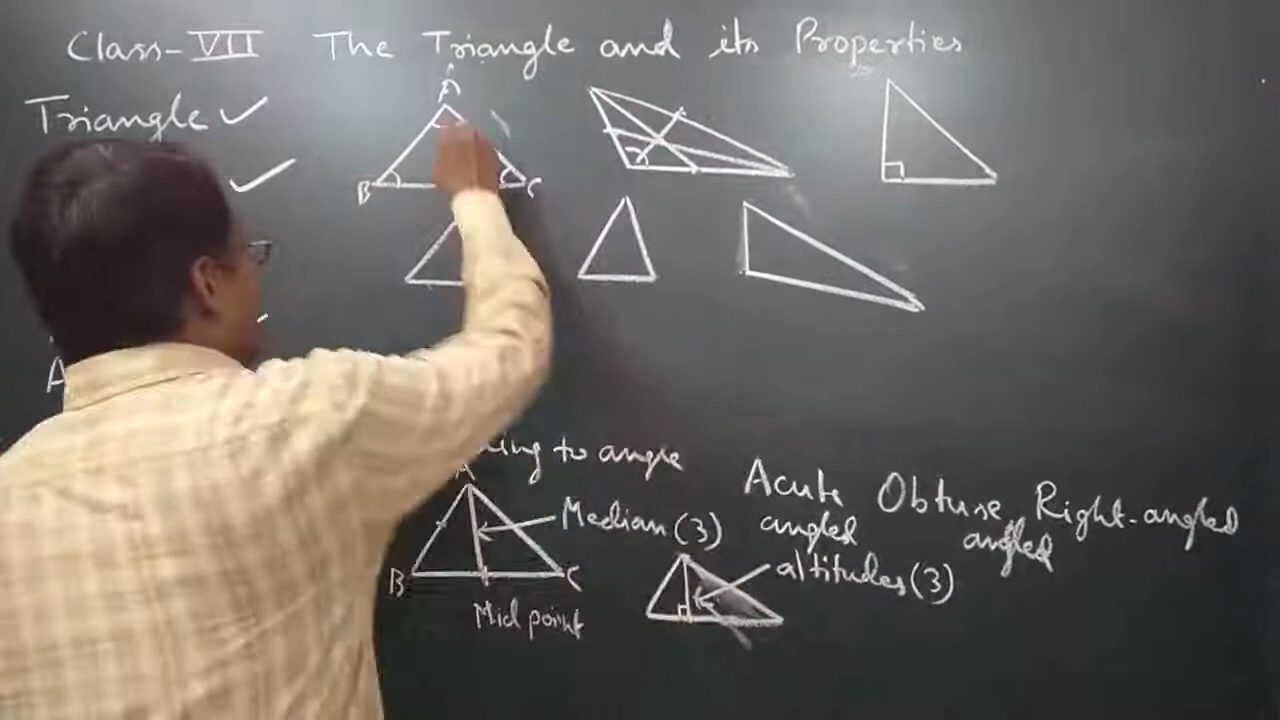 Class-VII The Triangle and its Properties
Triangle
A
B
C
A
to angle
A
B
C
Median (3)
Mid point
altitudes (3)
Acute angled
Obtuse angled
Right-angled